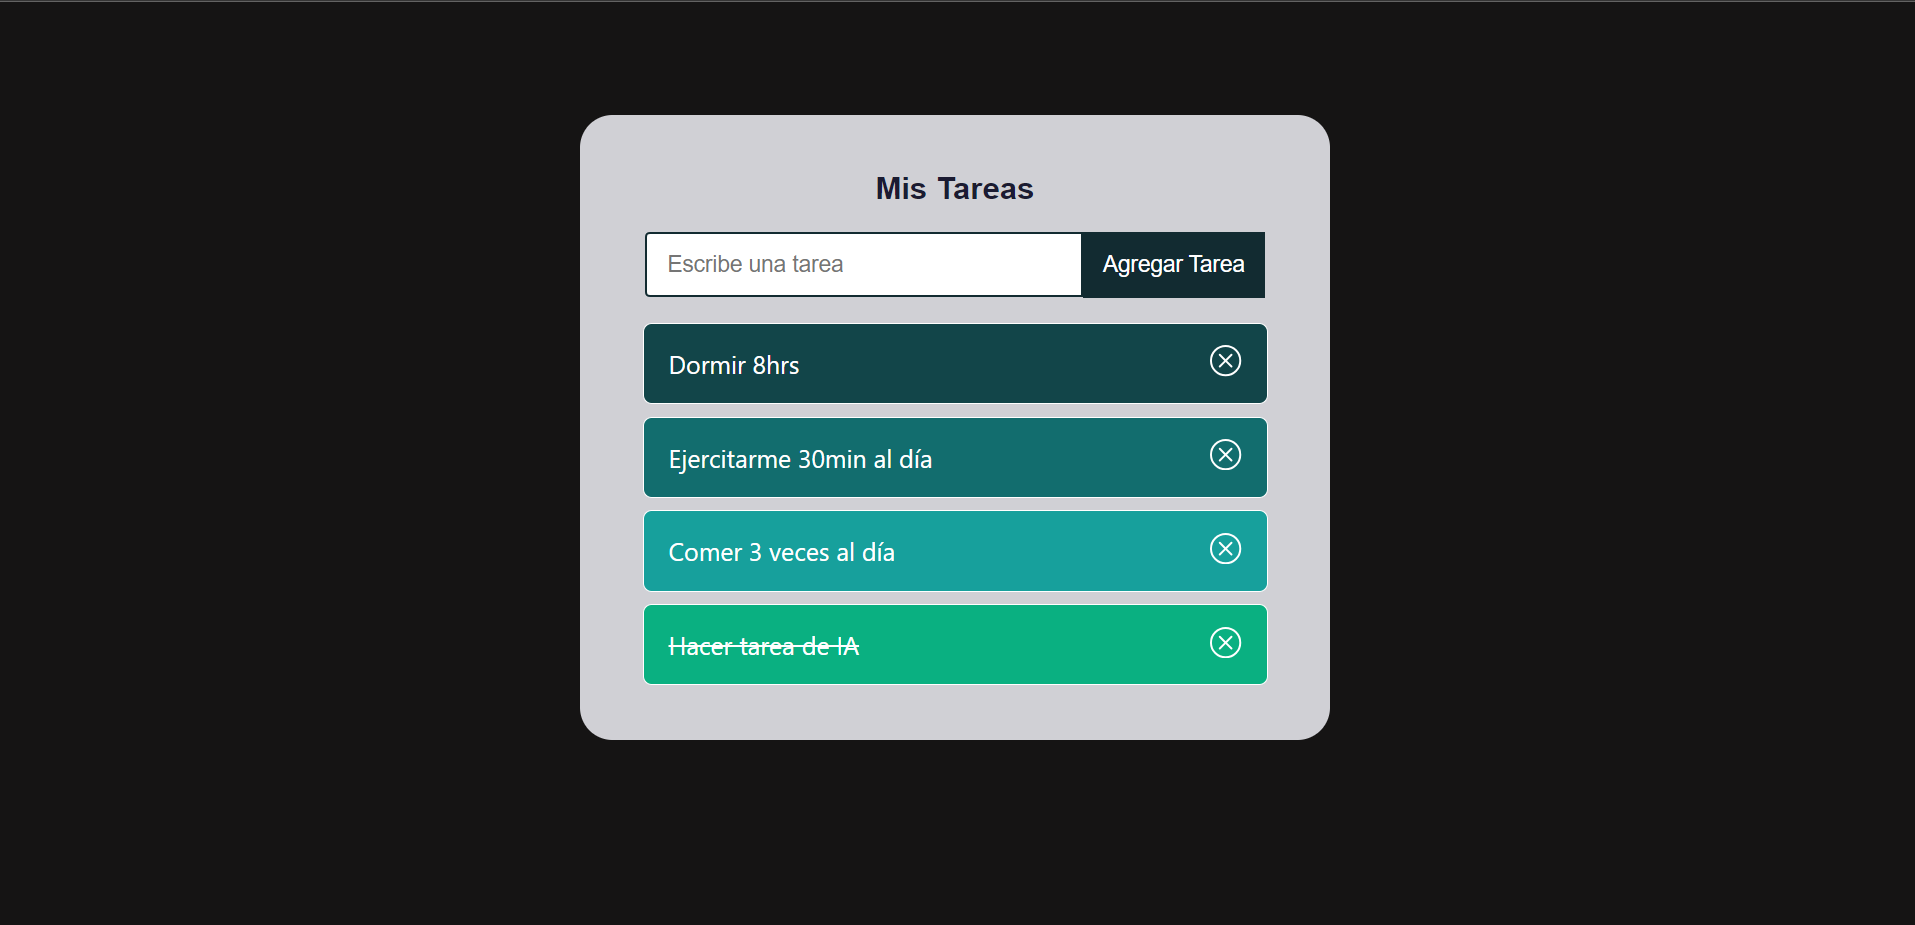 Mis Tareas
Escribe una tarea
Agregar Tarea
Dormir 8hrs
Ejercitarme 30min al día
Comer 3 veces al día
Hacer tarea de IA